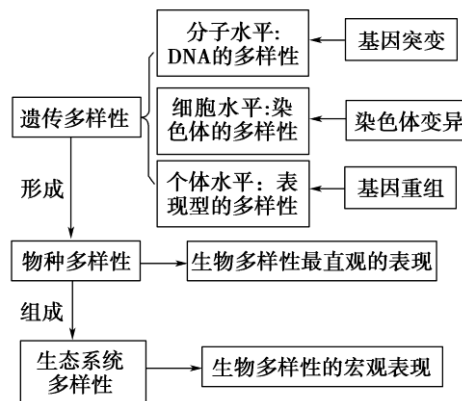 分子水平:
DNA的多样性
基因突变
遗传多样性
细胞水平:染
色体的多样性
染色体变异
个体水平：表
现型的多样性
基因重组
形成
物种多样性
生物多样性最直观的表现
组成
生态系统
多样性
生物多样性的宏观表现